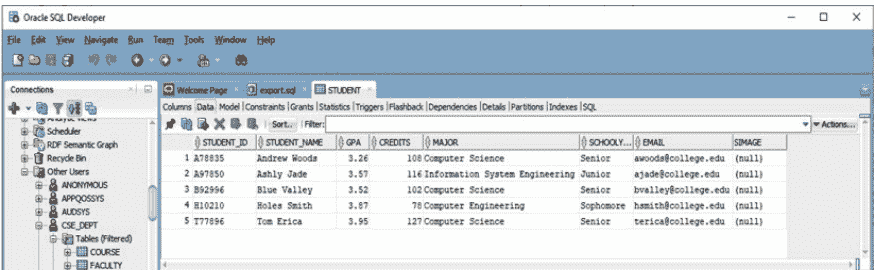 Oracle SQL Developer
File Edit View Navigate Run Team Tools Window Help
Connections
Welcome Page export.sql STUDENT
Columns Data Model Constraints Grants Statistics Triggers Flashback Dependencies Details Partitions Indexes SQL
Sort.. Filter: Actions...
STUDENT_ID STUDENT_NAME GPA CREDITS MAJOR SCHOOLY... EMAIL SIMAGE
1 A78835 Andrew Woods 3.26 108 Computer Science Senior awoods@college.edu (null)
2 A97850 Ashly Jade 3.57 116 Information System Engineering Junior ajade@college.edu (null)
3 B92996 Blue Valley 3.52 102 Computer Science Senior bvalley@college.edu (null)
4 H10210 Holes Smith 3.87 78 Computer Engineering Sophomore hsmith@college.edu (null)
5 T77896 Tom Erica 3.95 127 Computer Science Senior terica@college.edu (null)
Scheduler
RDF Semantic Graph
Recycle Bin
Other Users
ANONYMOUS
APPQOSSYS
AUDSYS
CSE_DEPT
Tables (Filtered)
COURSE
FACULTY